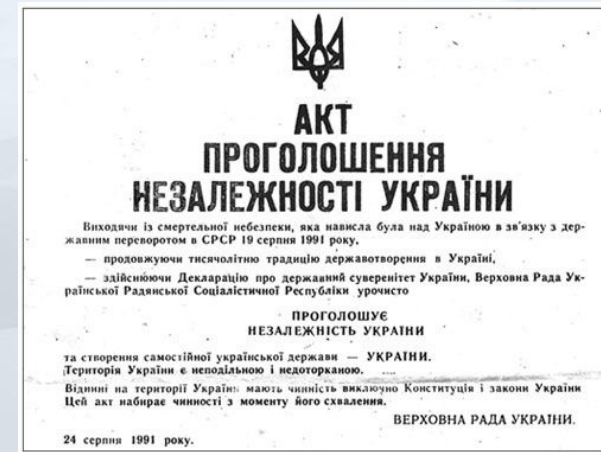 АКТ
ПРОГОЛОШЕННЯ
НЕЗАЛЕЖНОСТІ УКРАЇНИ
Виходячи із смертельної небезпеки, яка нависла була над Україною в зв'язку з дер-
жавним переворотом в СРСР 19 серпня 1991 року,
— продовжуючи тисячолітню традицію державотворення в Україні,
— здійснюючи Декларацію про державний суверенітет України, Верховна Рада Ук-
раїнської Радянської Соціалістичної Республіки урочисто
ПРОГОЛОШУЄ
НЕЗАЛЕЖНІСТЬ УКРАЇНИ
та створення самостійної української держави — УКРАЇНИ.
Територія України є неподільною і недоторканою.
Віднині на території України мають чинність виключно Конституція і закони України
Цей акт набирає чинності з моменту його схвалення.
ВЕРХОВНА РАДА УКРАЇНИ.
24 серпня 1991 року.